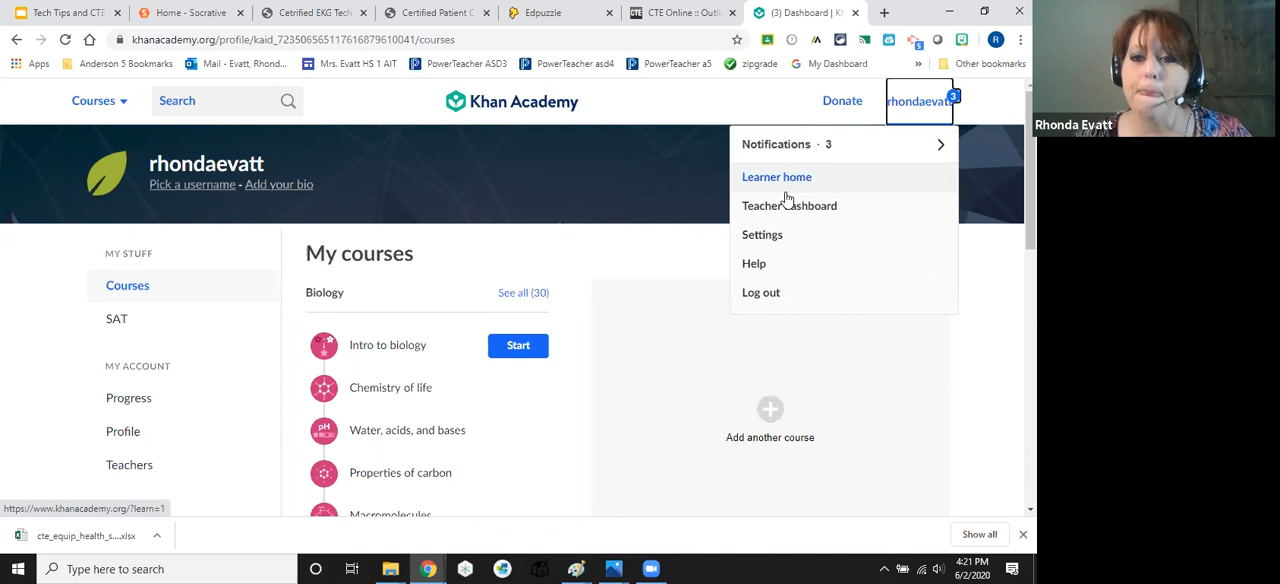 Tech Tips and CTE
Home - Socrative
Cetrified EKG Tech
Certified Patient C
Edpuzzle
CTE Online :: Outli
(3) Dashboard | Kh
khanacademy.org/profile/kaid_723506565117616879610041/courses
Apps
Anderson 5 Bookmarks
Mail - Evatt, Rhond...
Mrs. Evatt HS 1 AIT
PowerTeacher ASD3
PowerTeacher asd4
PowerTeacher a5
zipgrade
My Dashboard
»
Other bookmarks
Courses
Search
Khan Academy
Donate
rhondaevatt
3
Rhonda Evatt
Notifications · 3
Learner home
Teacher dashboard
Settings
Help
Log out
rhondaevatt
Pick a username - Add your bio
MY STUFF
Courses
SAT
MY ACCOUNT
Progress
Profile
Teachers
My courses
Biology
See all (30)
Intro to biology
Start
Chemistry of life
Water, acids, and bases
Properties of carbon
Macromolecules
Add another course
https://www.khanacademy.org/?learn=1
cte_equip_health_s....xlsx
Show all
Type here to search
4:21 PM
6/2/2020